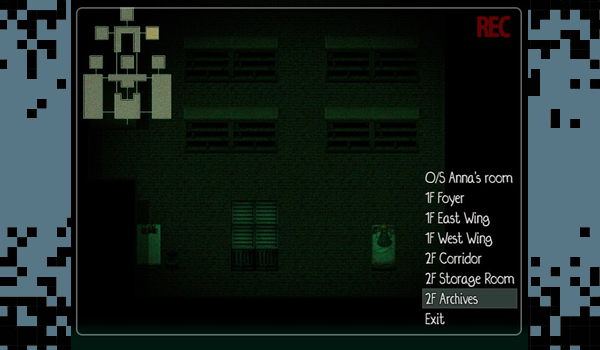 REC
O/S Anna's room
1F Foyer
1F East Wing
1F West Wing
2F Corridor
2F Storage Room
2F Archives
Exit